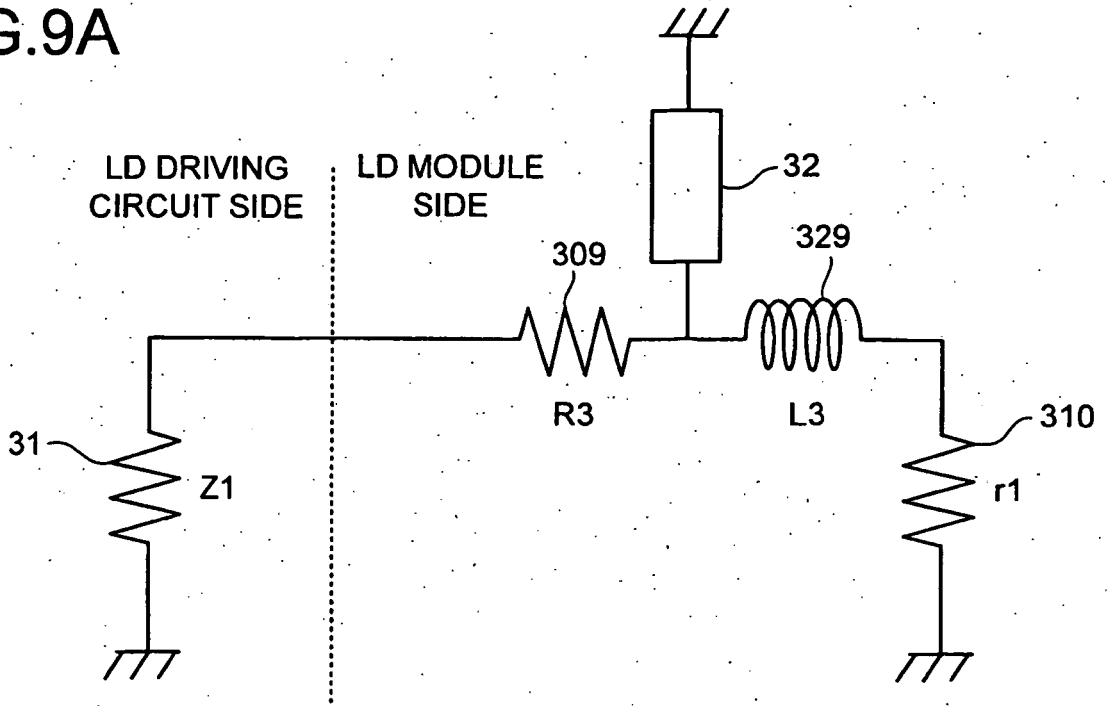 G.9A
LD DRIVING
CIRCUIT SIDE
LD MODULE
SIDE
32
309
329
R3
L3
31
Z1
310
r1